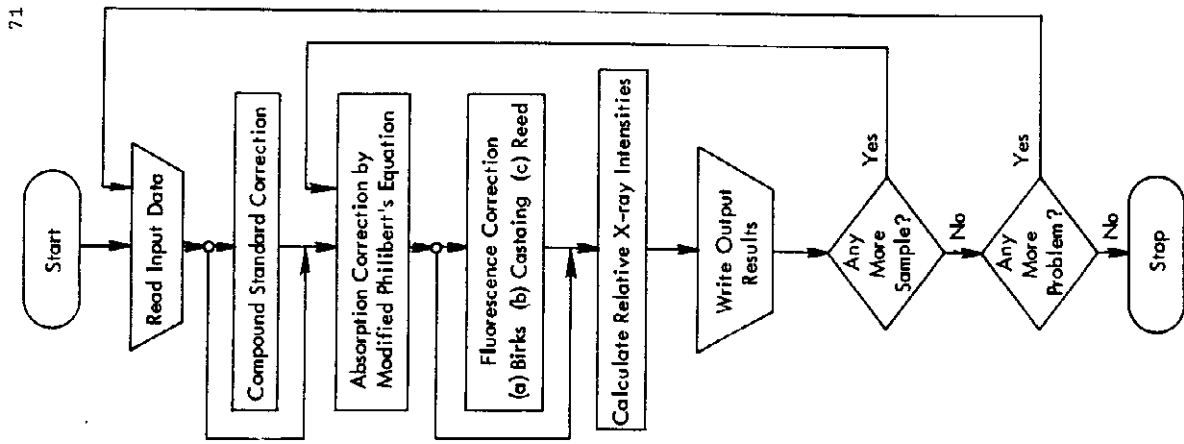 71
Start
Read Input Data
Compound Standard Correction
Absorption Correction by
Modified Philibert's Equation
Fluorescence Correction
(a) Birks (b) Castaing (c) Reed
Calculate Relative X-ray Intensities
Write Output
Results
Any
More
Sample?
Yes
No
Any
More
Problem?
Yes
No
Stop